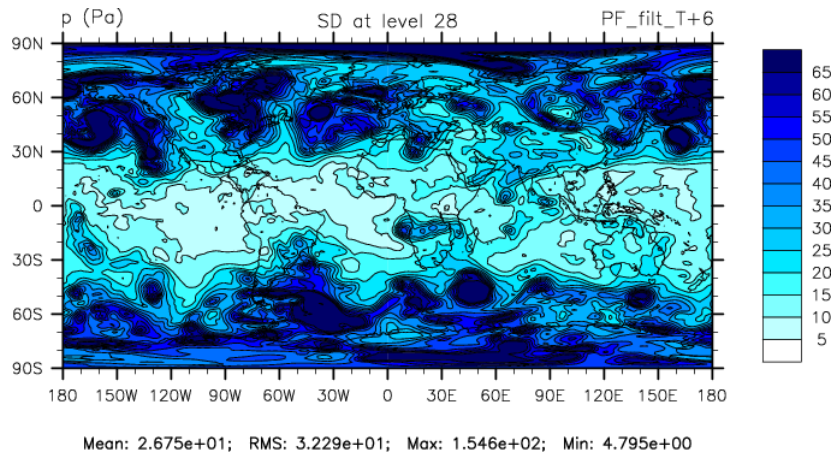 p (Pa) SD at level 28 PF_filt_T+6
90N
60N
30N
0
30S
60S
90S
180 150W 120W 90W 60W 30W 0 30E 60E 90E 120E 150E 180
65
60
55
50
45
40
35
30
25
20
15
10
5
Mean: 2.675e+01; RMS: 3.229e+01; Max: 1.546e+02; Min: 4.795e+00